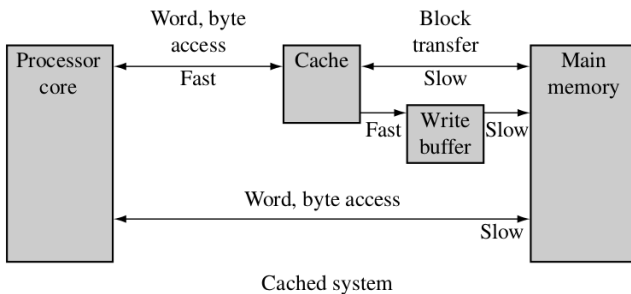 Word, byte
access
Fast
Block
transfer
Slow
Processor
core
Cache
Main
memory
Fast
Write
buffer
Slow
Word, byte access
Slow
Cached system